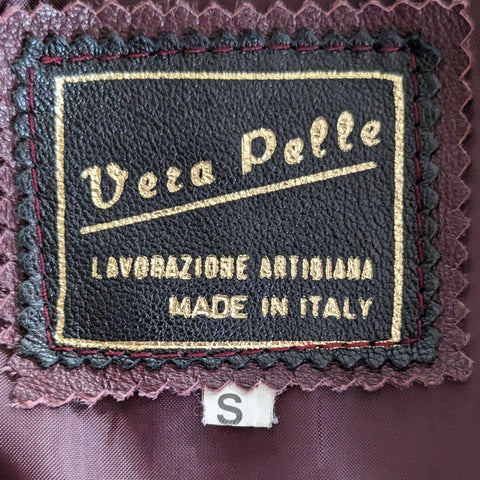 Vera Pelle
LAVORAZIONE ARTIGIANA
MADE IN ITALY
S